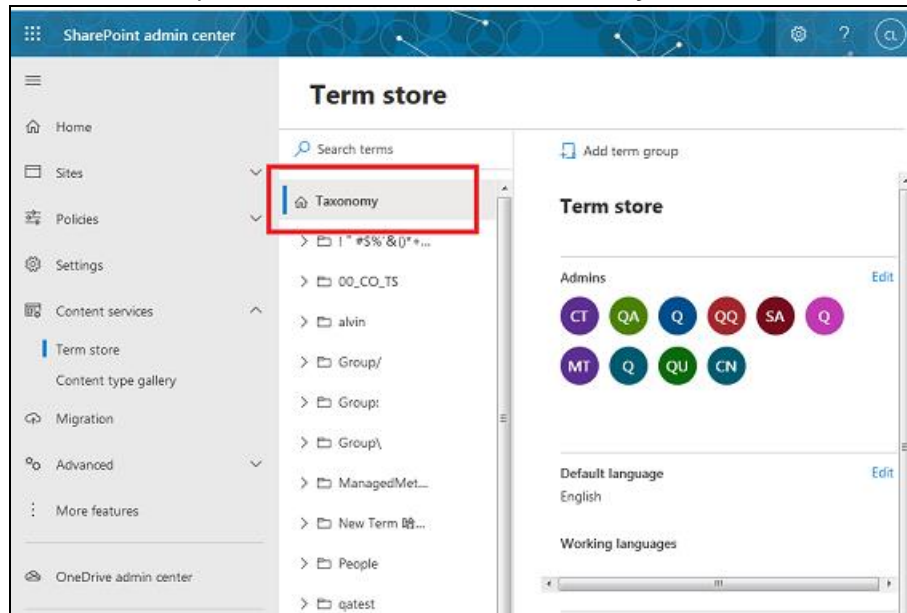 SharePoint admin center
?
CL
Term store
Home
Sites
Policies
Settings
Content services
Term store
Content type gallery
Migration
Advanced
More features
OneDrive admin center
Search terms
Taxonomy
! " #$%'&()*+...
00_CO_TS
alvin
Group/
Group:
Group\
ManagedMet...
New Term 哈...
People
qatest
Add term group
Term store
Admins
Edit
CT QA Q QQ SA Q
MT Q QU CN
Default language
Edit
English
Working languages